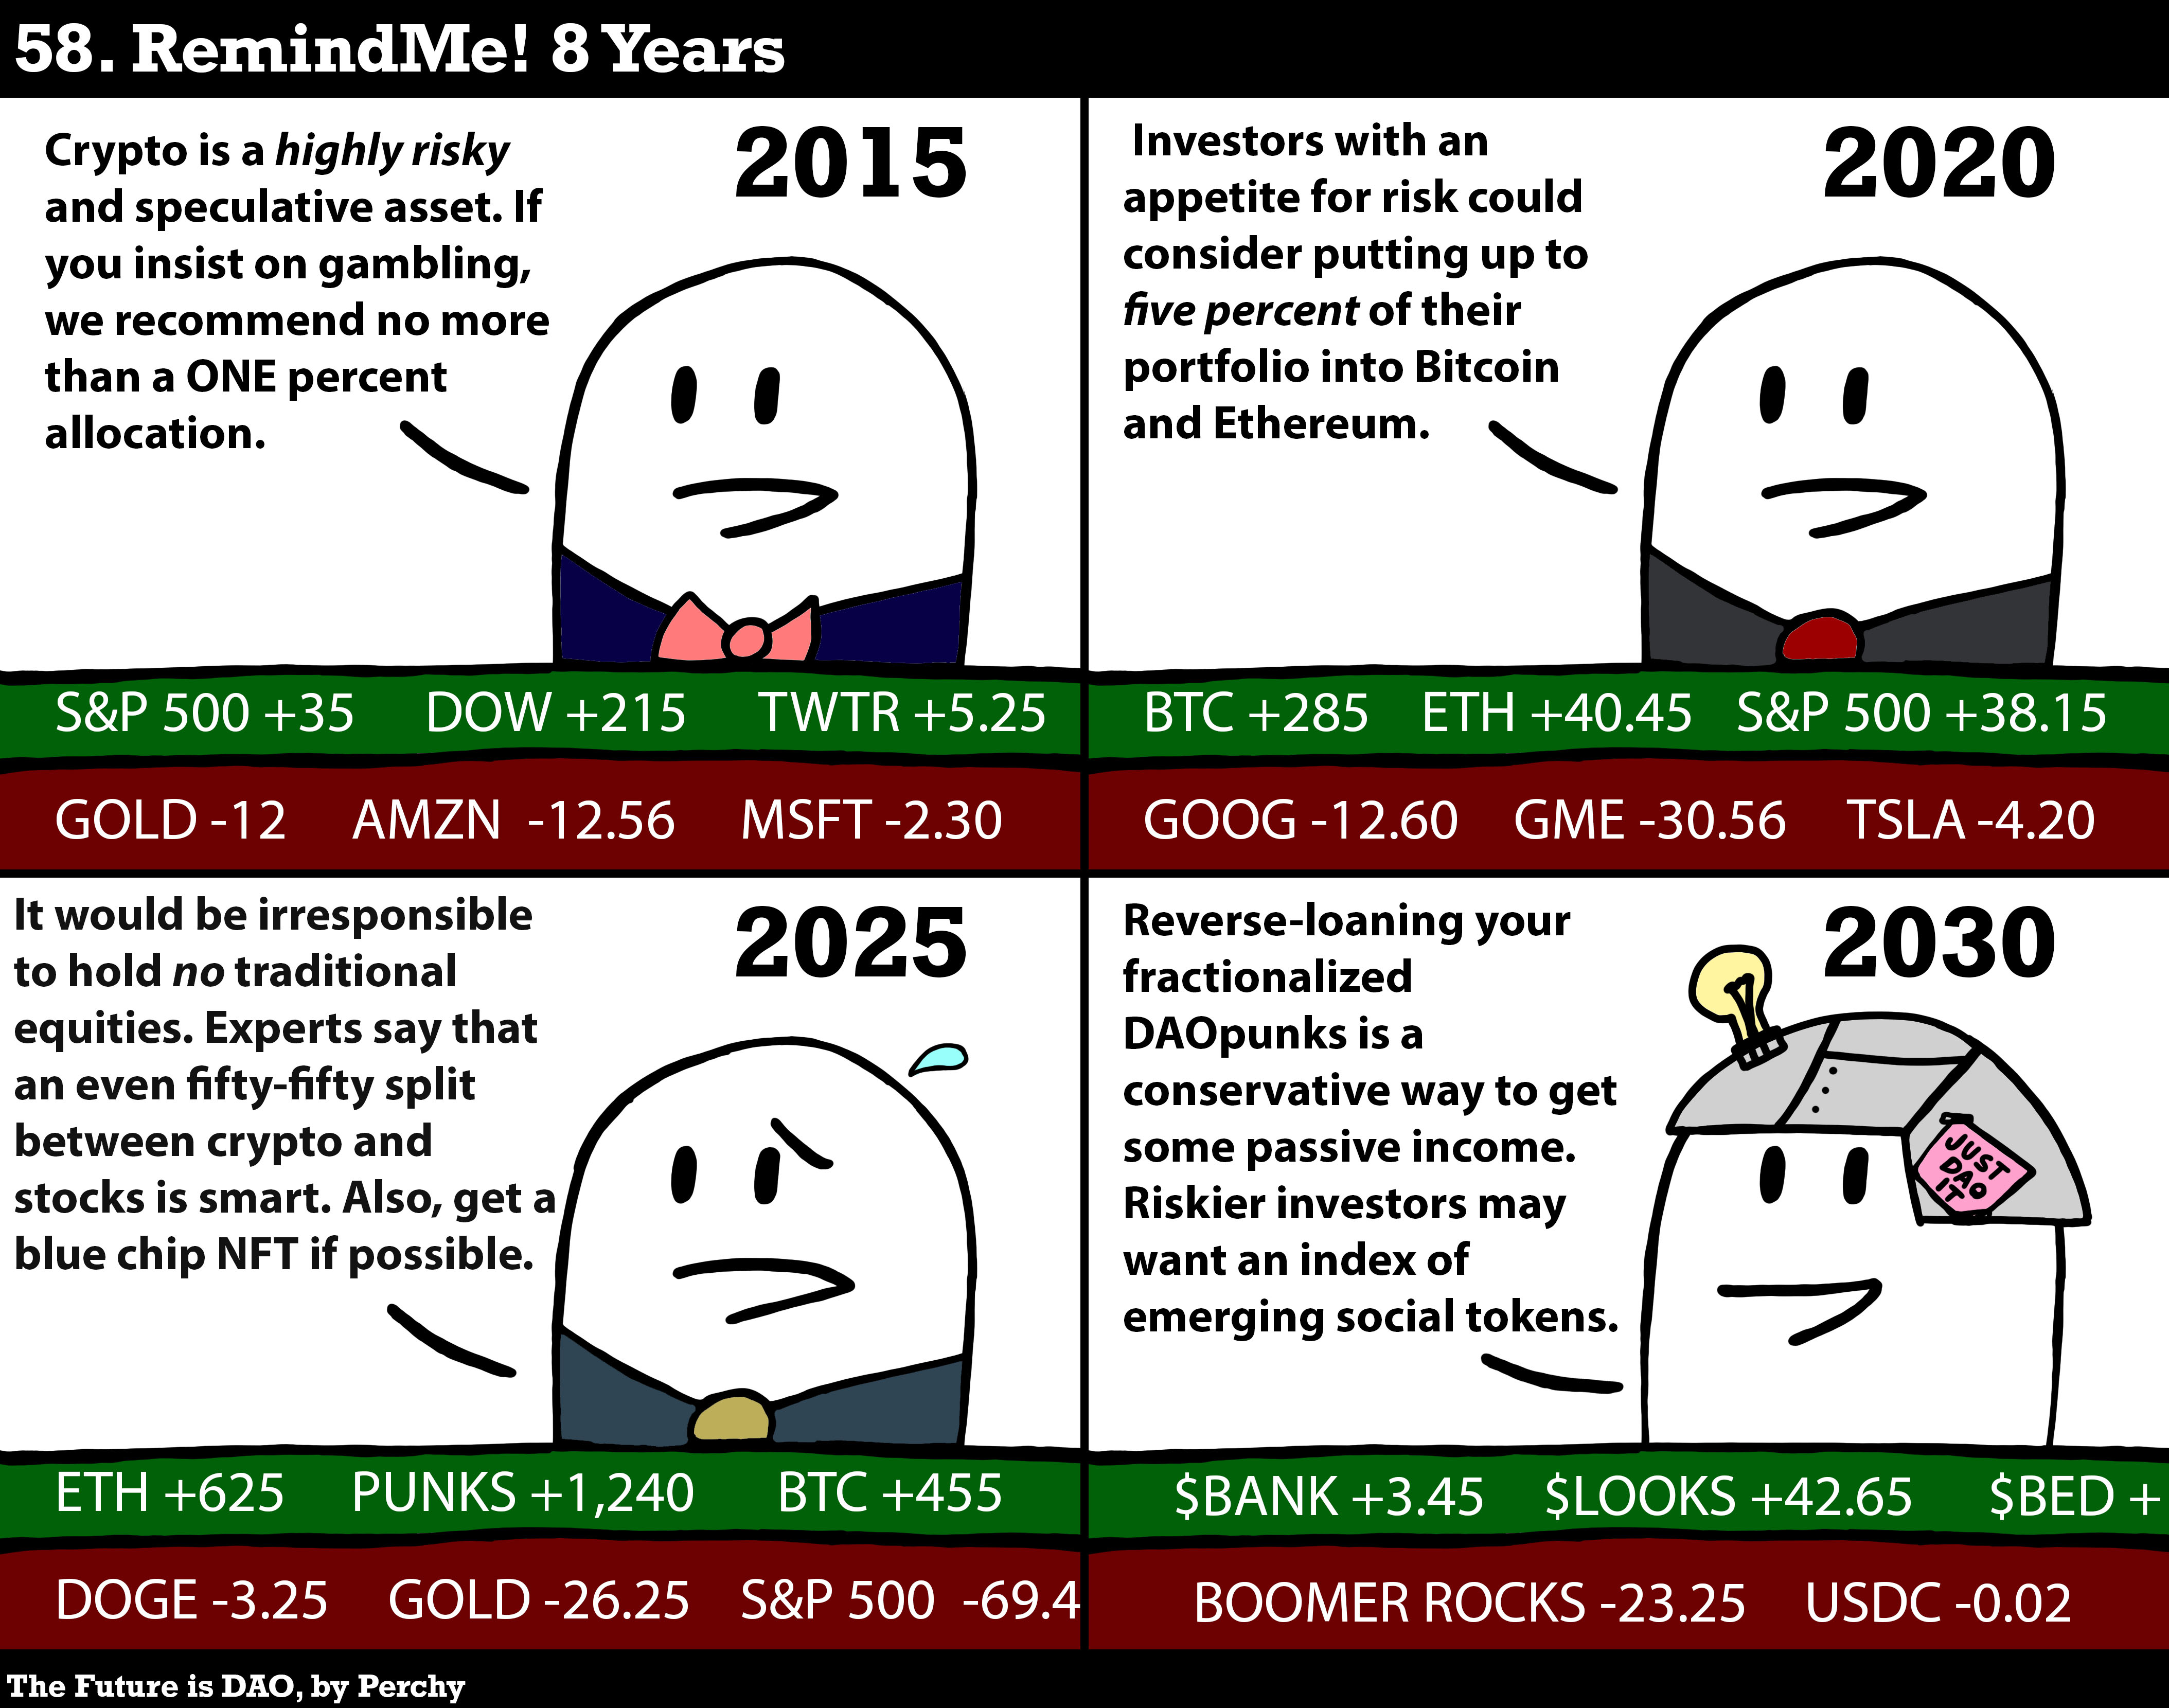 58. RemindMe! 8 Years
Crypto is a highly risky
and speculative asset. If
you insist on gambling,
we recommend no more
than a ONE percent
allocation.
2015
S&P 500 +35 DOW +215 TWTR +5.25
GOLD -12 AMZN -12.56 MSFT -2.30
Investors with an
appetite for risk could
consider putting up to
five percent of their
portfolio into Bitcoin
and Ethereum.
2020
BTC +285 ETH +40.45 S&P 500 +38.15
GOOG -12.60 GME -30.56 TSLA -4.20
It would be irresponsible
to hold no traditional
equities. Experts say that
an even fifty-fifty split
between crypto and
stocks is smart. Also, get a
blue chip NFT if possible.
2025
ETH +625 PUNKS +1,240 BTC +455
DOGE -3.25 GOLD -26.25 S&P 500 -69.4
Reverse-loaning your
fractionalized
DAOpunks is a
conservative way to get
some passive income.
Riskier investors may
want an index of
emerging social tokens.
2030
JUST
DAO
IT
$BANK +3.45 $LOOKS +42.65 $BED +
BOOMER ROCKS -23.25 USDC -0.02
The Future is DAO, by Perchy